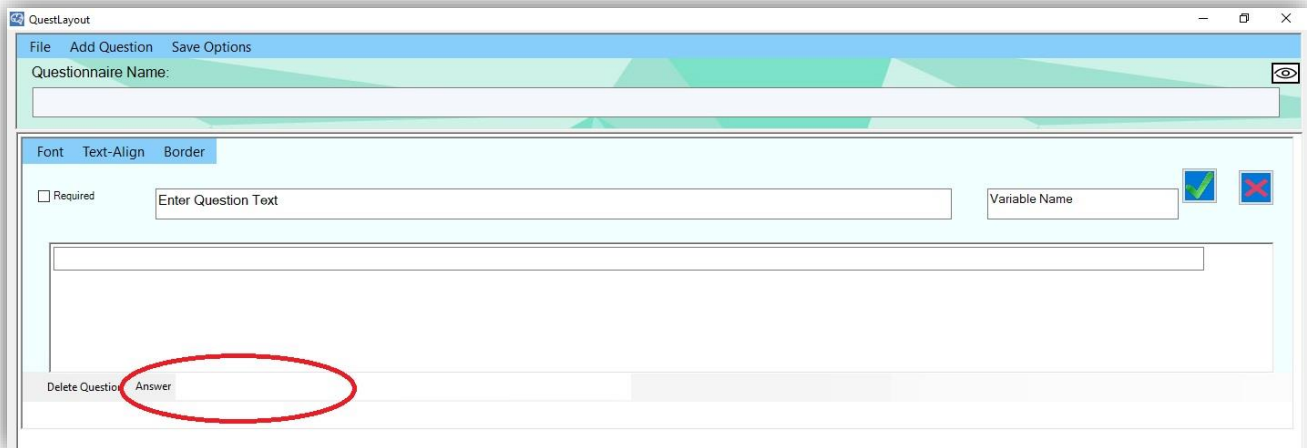 QuestLayout
File Add Question Save Options
Questionnaire Name:
Font Text-Align Border
Required Enter Question Text Variable Name
Delete Question Answer